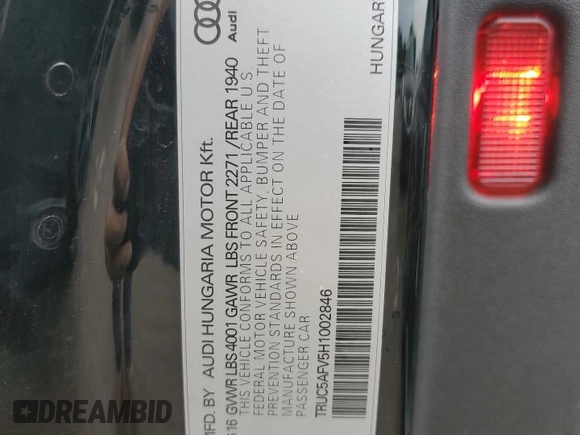 Audi
MFD. BY AUDI HUNGARIA MOTOR Kft.
616 GVWR LBS 4001 GAWR LBS FRONT 2271 /REAR 1940
THIS VEHICLE CONFORMS TO ALL APPLICABLE U.S.
FEDERAL MOTOR VEHICLE SAFETY, BUMPER AND THEFT
PREVENTION STANDARDS IN EFFECT ON THE DATE OF
MANUFACTURE SHOWN ABOVE
PASSENGER CAR
TRUC5AFV5H1002846
HUNGAR
DREAMBID